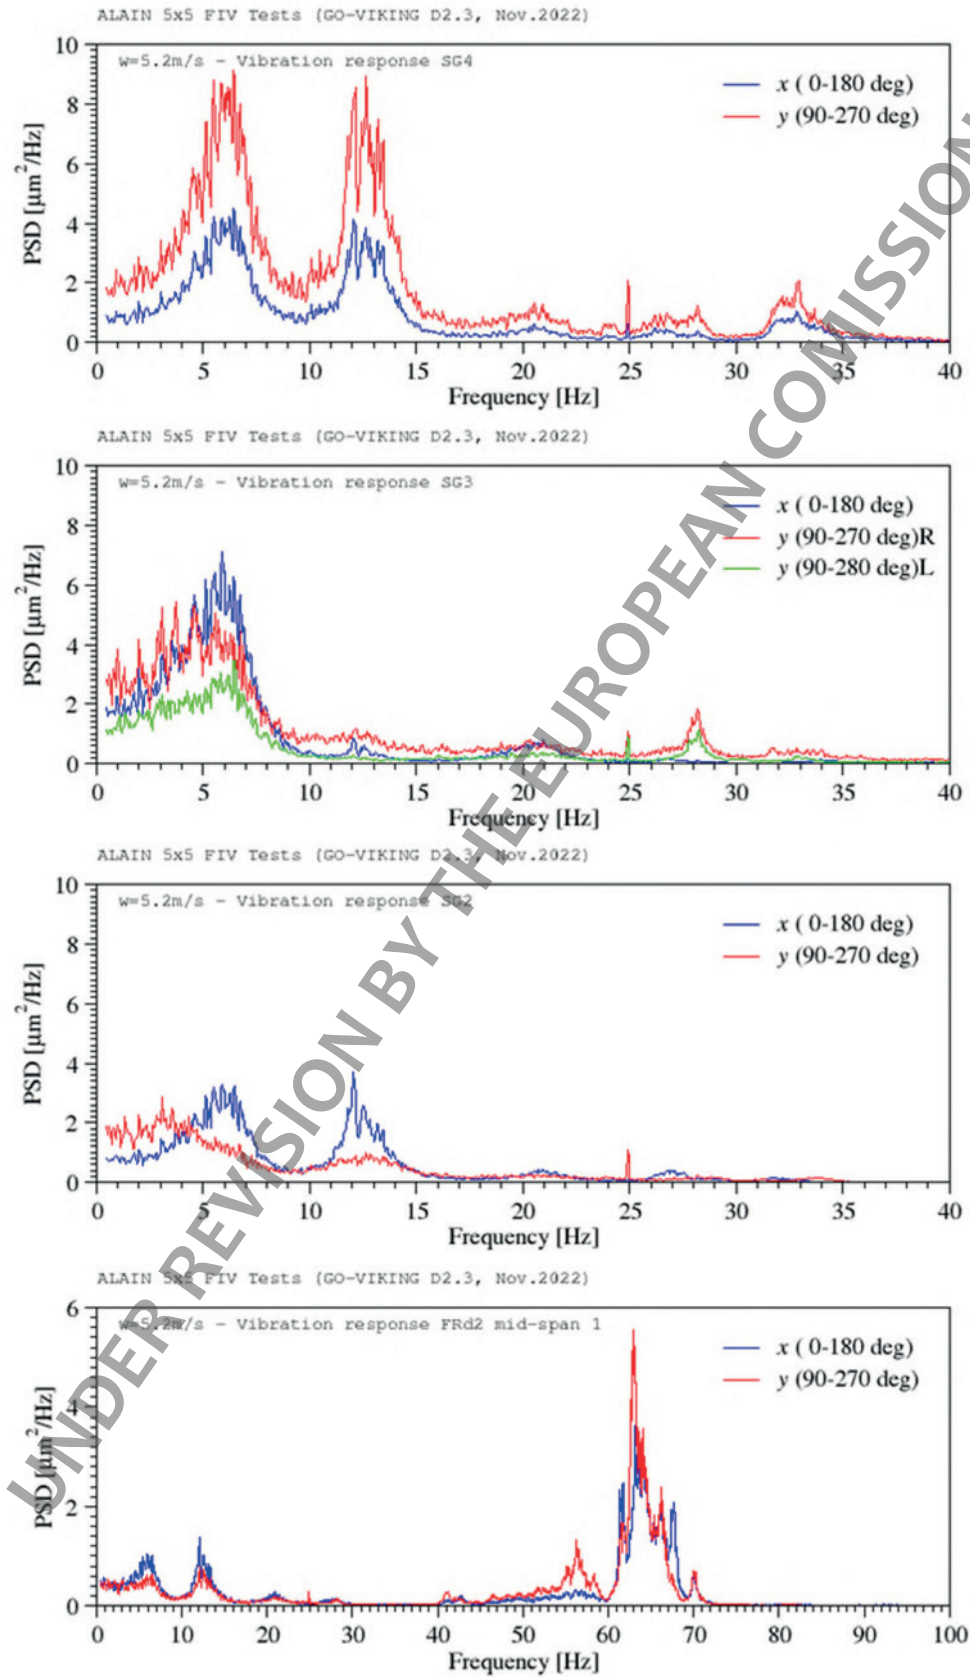 ALAIN 5x5 FIV Tests (GO-VIKING D2.3, Nov.2022)
w=5.2m/s - Vibration response SG4
x ( 0-180 deg)
y (90-270 deg)
PSD [µm²/Hz]
10
8
6
4
2
0
0 5 10 15 20 25 30 35 40
Frequency [Hz]
ALAIN 5x5 FIV Tests (GO-VIKING D2.3, Nov.2022)
w=5.2m/s - Vibration response SG3
x ( 0-180 deg)
y (90-270 deg)R
y (90-280 deg)L
PSD [µm²/Hz]
10
8
6
4
2
0
0 5 10 15 20 25 30 35 40
Frequency [Hz]
ALAIN 5x5 FIV Tests (GO-VIKING D2.3, Nov.2022)
w=5.2m/s - Vibration response SG2
x ( 0-180 deg)
y (90-270 deg)
PSD [µm²/Hz]
10
8
6
4
2
0
0 5 10 15 20 25 30 35 40
Frequency [Hz]
ALAIN 5x5 FIV Tests (GO-VIKING D2.3, Nov.2022)
w=5.2m/s - Vibration response FRd2 mid-span 1
x ( 0-180 deg)
y (90-270 deg)
PSD [µm²/Hz]
6
4
2
0
0 10 20 30 40 50 60 70 80 90 100
Frequency [Hz]
UNDER REVISION BY THE EUROPEAN COMISSION